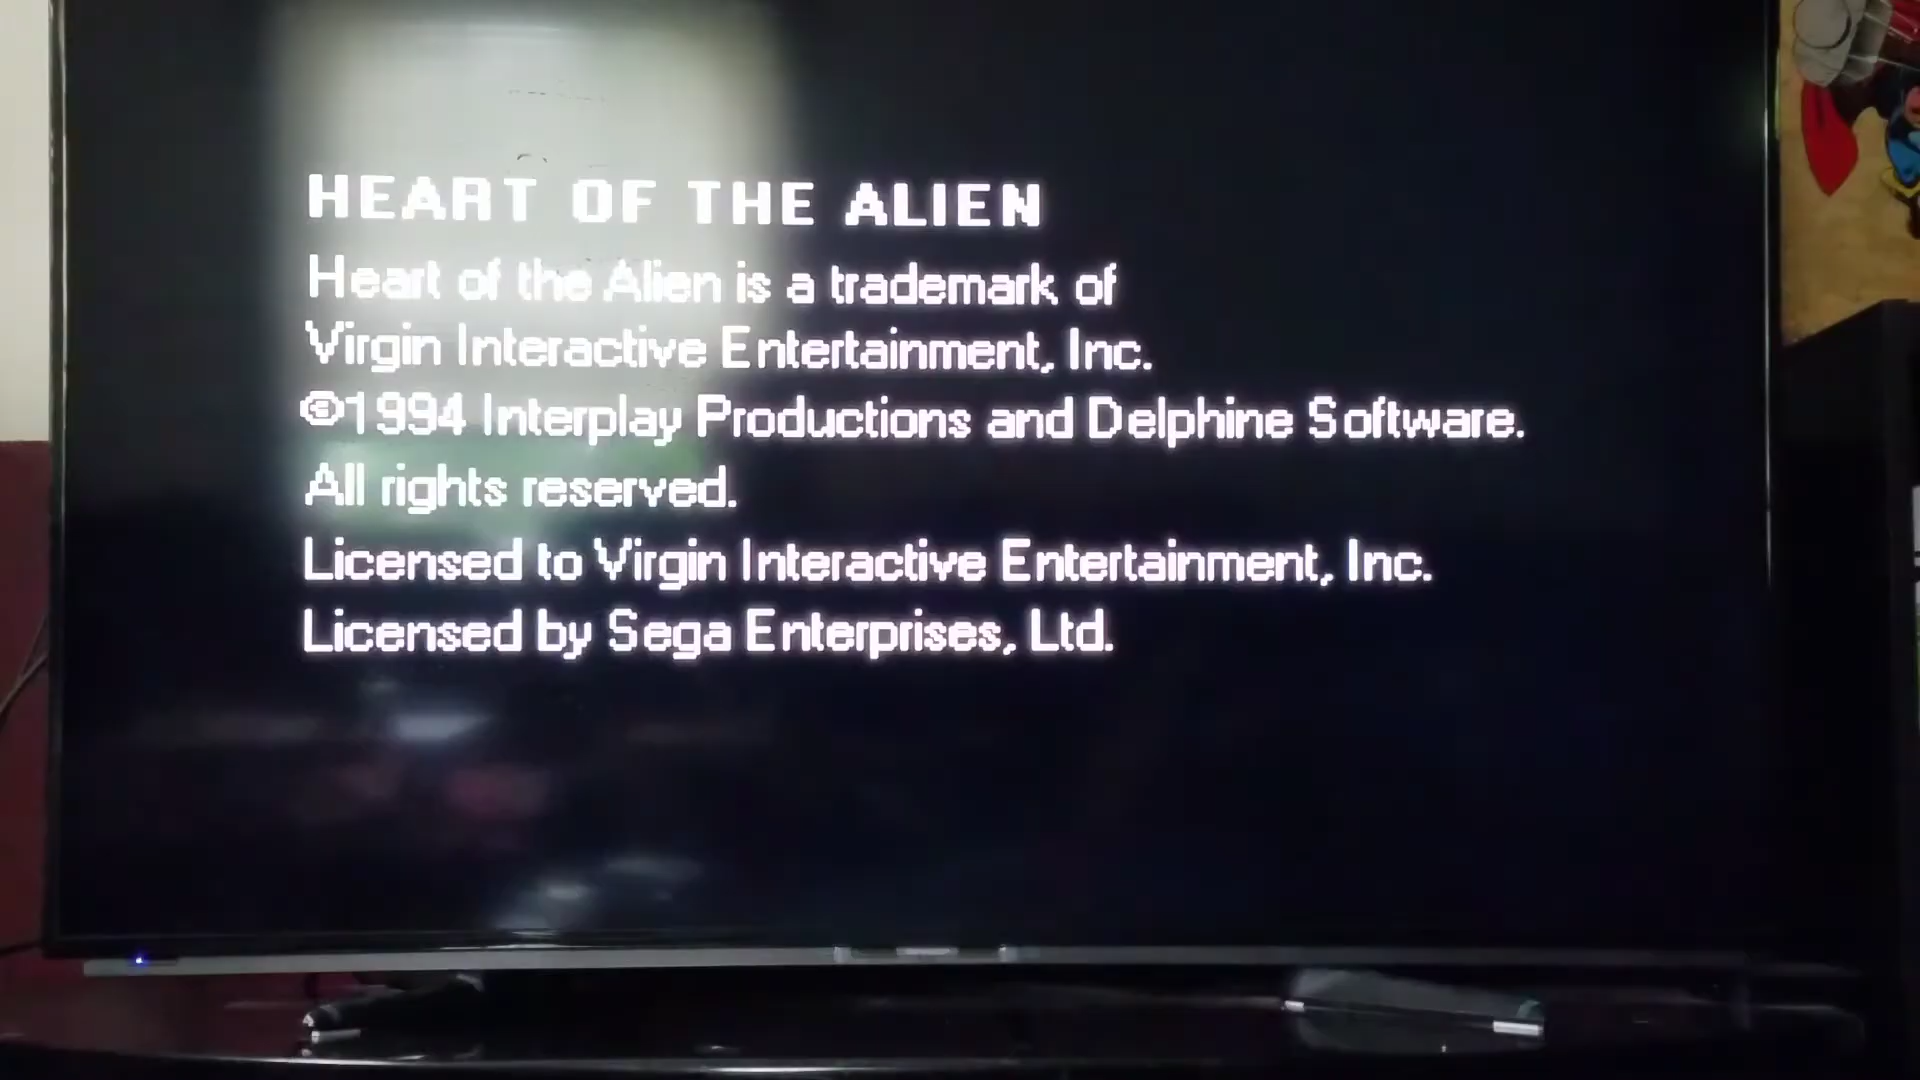 HEART OF THE ALIEN
Heart of the Alien is a trademark of
Virgin Interactive Entertainment, Inc.
©1994 Interplay Productions and Delphine Software.
All rights reserved.
Licensed to Virgin Interactive Entertainment, Inc.
Licensed by Sega Enterprises, Ltd.